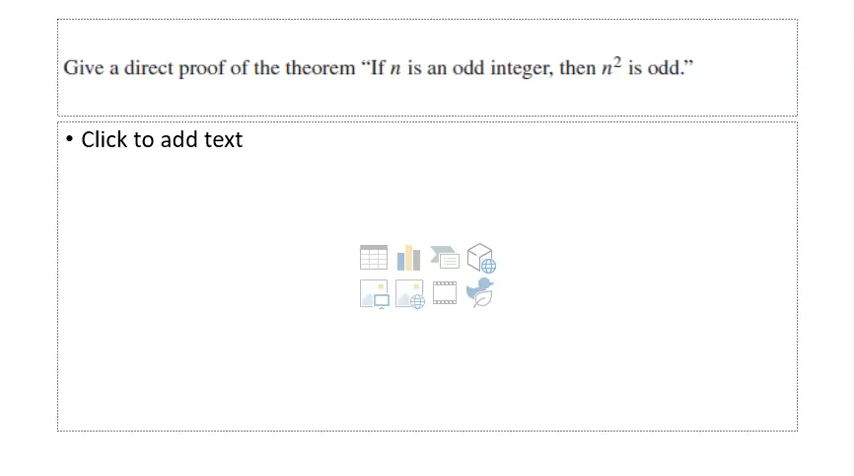 Give a direct proof of the theorem “If n is an odd integer, then n² is odd.”
• Click to add text